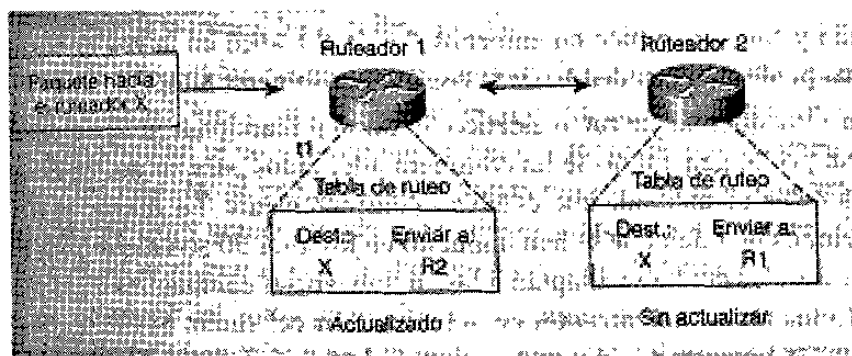 Ruteador 1
Ruteador 2
Paquete hacia
el ruteador X
t1
Tabla de ruteo
Dest.: Enviar a:
X R2
Actualizado
Tabla de ruteo
Dest.: Enviar a:
X R1
Sin actualizar